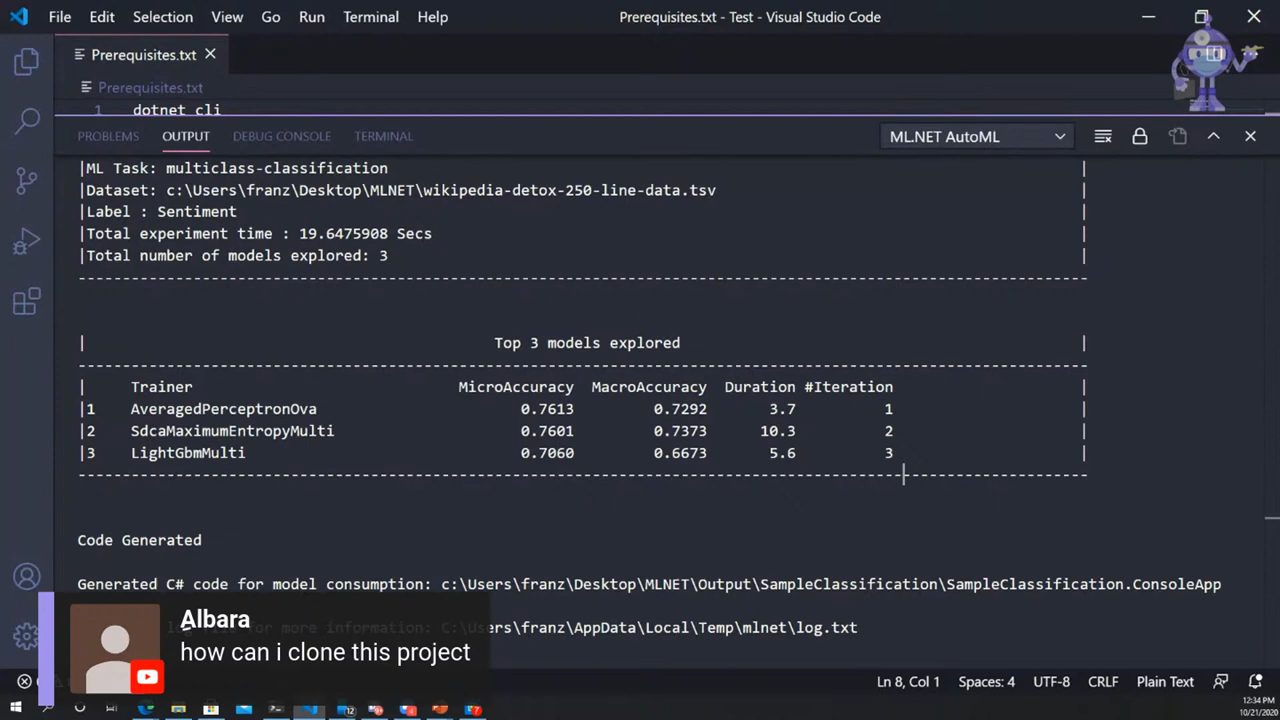 File Edit Selection View Go Run Terminal Help Prerequisites.txt - Test - Visual Studio Code
Prerequisites.txt
Prerequisites.txt
1 dotnet cli
PROBLEMS OUTPUT DEBUG CONSOLE TERMINAL ML.NET AutoML
|ML Task: multiclass-classification |
|Dataset: c:\Users\franz\Desktop\MLNET\wikipedia-detox-250-line-data.tsv |
|Label : Sentiment |
|Total experiment time : 19.6475908 Secs |
|Total number of models explored: 3 |
| Top 3 models explored |
| Trainer MicroAccuracy MacroAccuracy Duration #Iteration |
|1 AveragedPerceptronOva 0.7613 0.7292 3.7 1 |
|2 SdcaMaximumEntropyMulti 0.7601 0.7373 10.3 2 |
|3 LightGbmMulti 0.7060 0.6673 5.6 3 |
Code Generated
Generated C# code for model consumption: c:\Users\franz\Desktop\MLNET\Output\SampleClassification\SampleClassification.ConsoleApp
log file for more information: C:\Users\franz\AppData\Local\Temp\mlnet\log.txt
Albara
how can i clone this project
Ln 8, Col 1 Spaces: 4 UTF-8 CRLF Plain Text
12:34 PM
10/21/2020